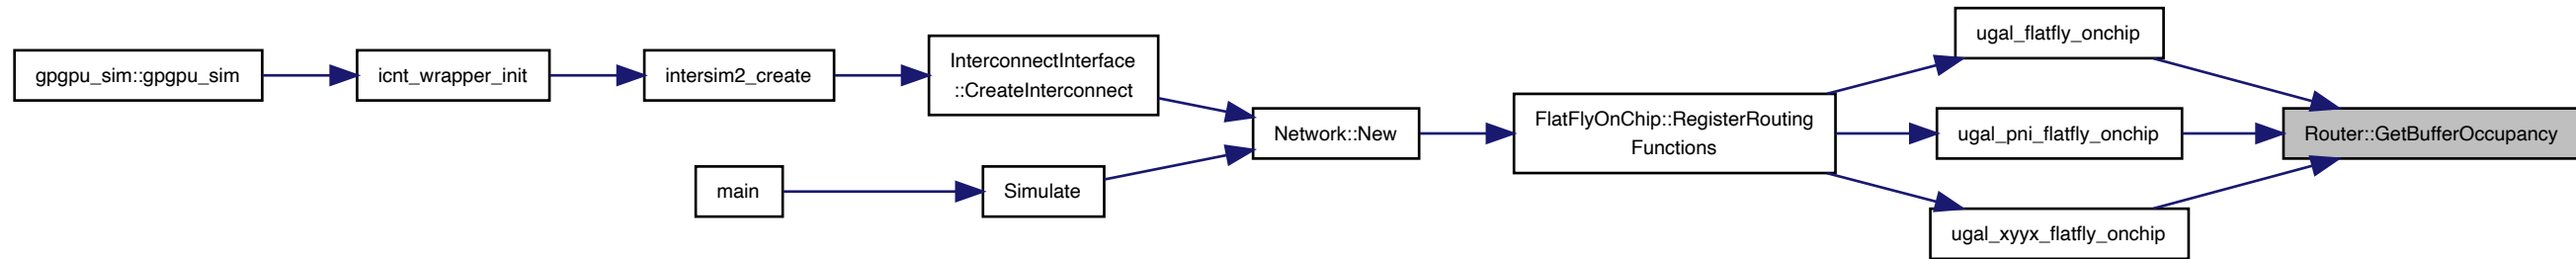 gpgpu_sim::gpgpu_sim
icnt_wrapper_init
intersim2_create
InterconnectInterface
::CreateInterconnect
main
Simulate
Network::New
FlatFlyOnChip::RegisterRouting
Functions
ugal_flatfly_onchip
ugal_pni_flatfly_onchip
ugal_xyyx_flatfly_onchip
Router::GetBufferOccupancy